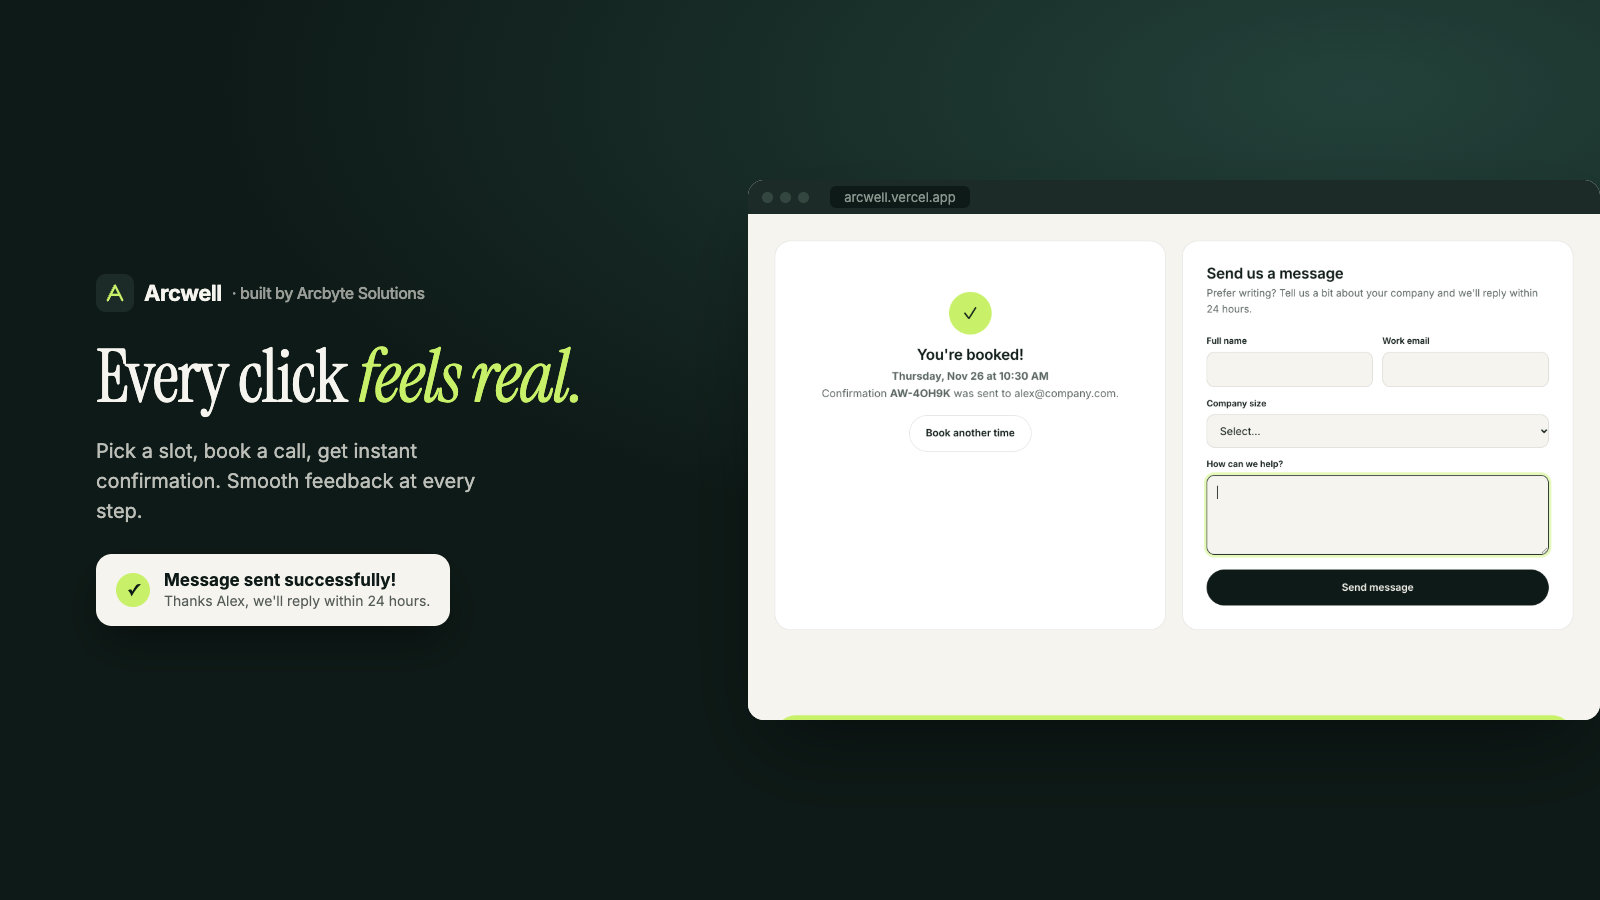 Arcwell · built by Arcbyte Solutions
Every click feels real.
Pick a slot, book a call, get instant
confirmation. Smooth feedback at every
step.
Message sent successfully!
Thanks Alex, we'll reply within 24 hours.
arcwell.vercel.app
You're booked!
Thursday, Nov 26 at 10:30 AM
Confirmation AW-4OH9K was sent to alex@company.com.
Book another time
Send us a message
Prefer writing? Tell us a bit about your company and we'll reply within
24 hours.
Full name
Work email
Company size
Select...
How can we help?
Send message